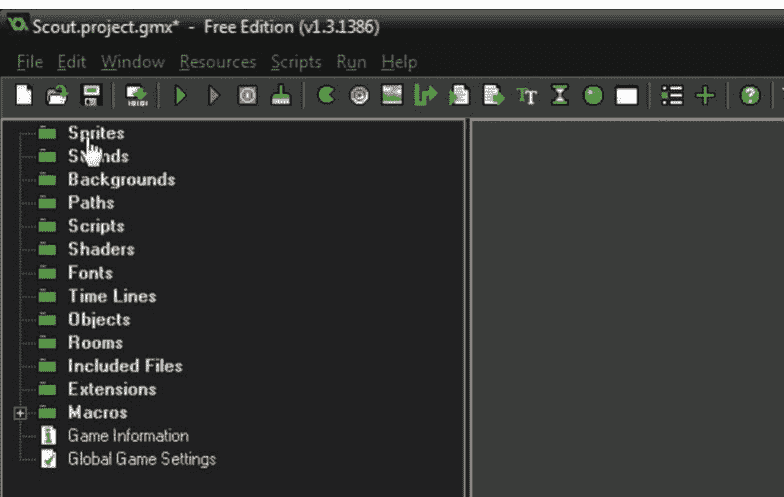 Scout.project.gmx* - Free Edition (v1.3.1386)
File Edit Window Resources Scripts Run Help
Sprites
Backgrounds
Paths
Scripts
Shaders
Fonts
Time Lines
Objects
Rooms
Included Files
Extensions
Macros
Game Information
Global Game Settings